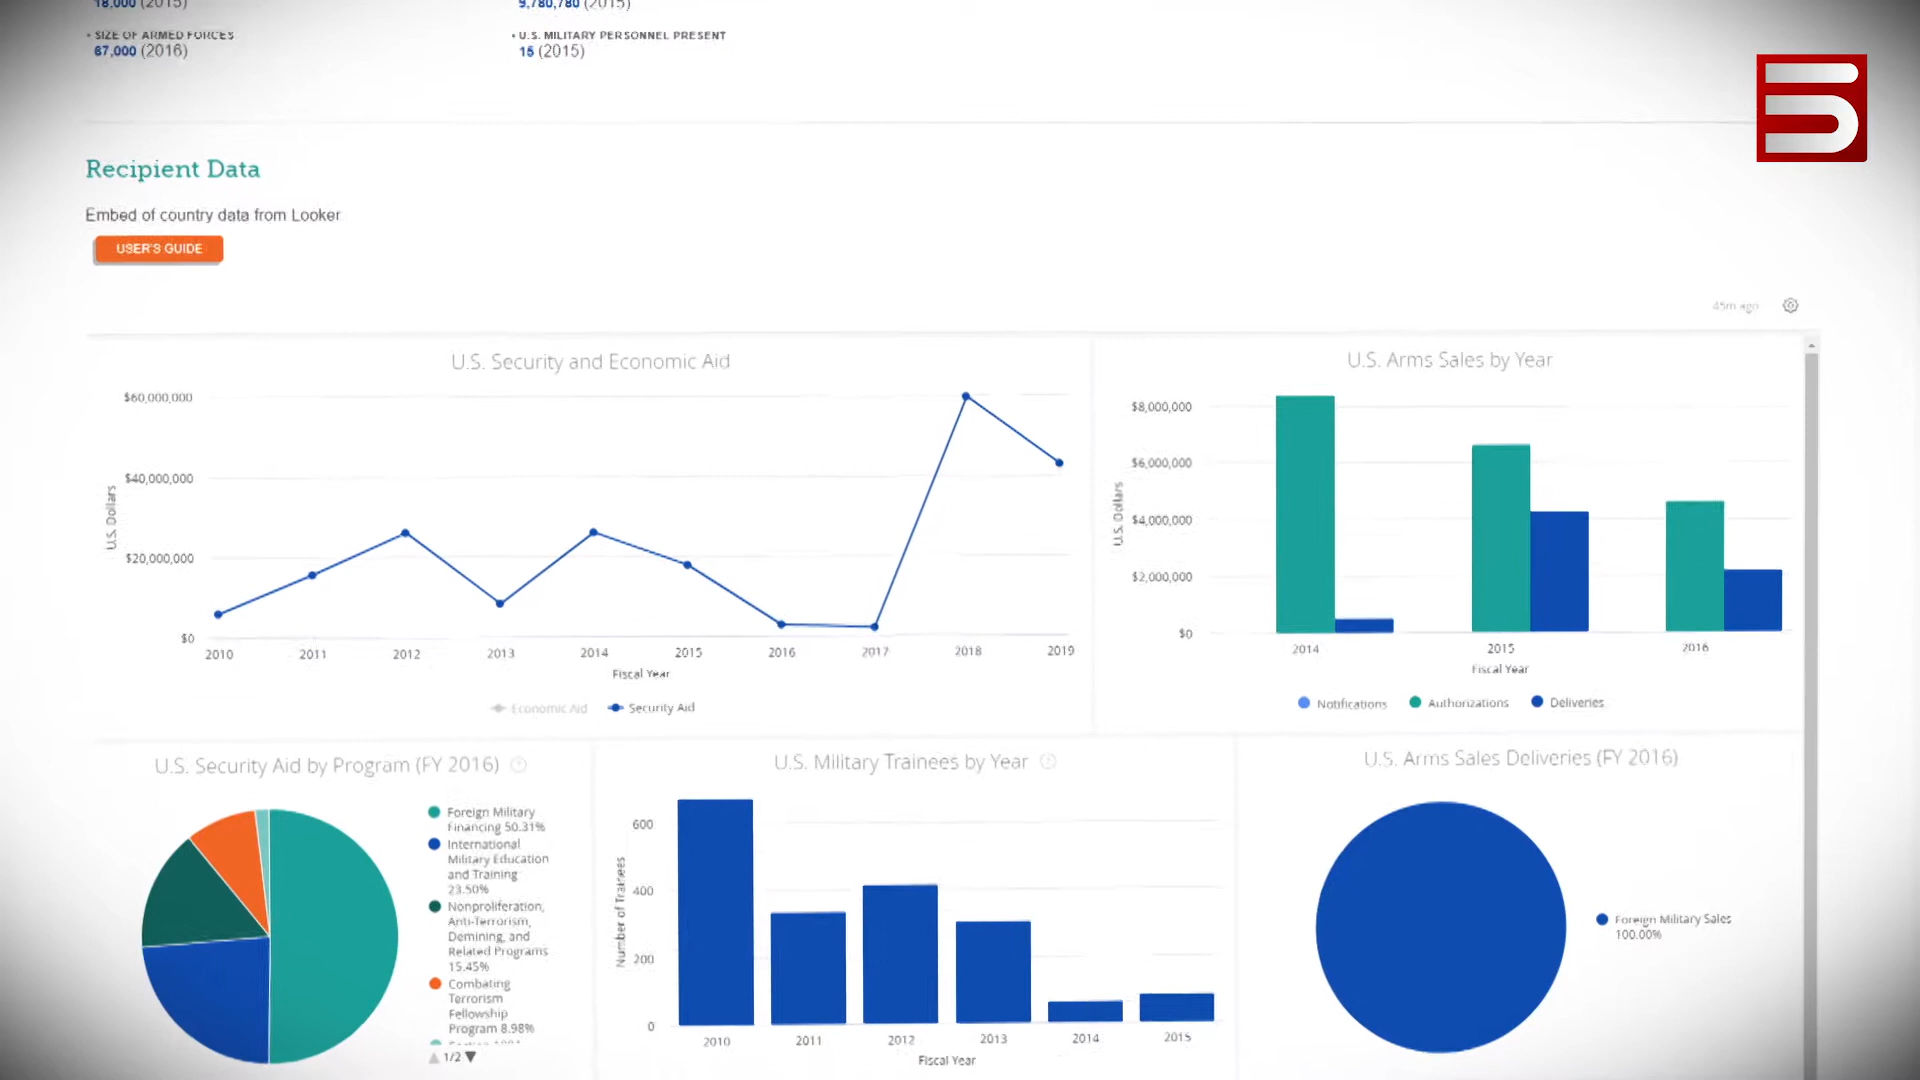 18,000 (2015)
9,780,780 (2015)
• SIZE OF ARMED FORCES
67,000 (2016)
• U.S. MILITARY PERSONNEL PRESENT
15 (2015)
5
Recipient Data
Embed of country data from Looker
USER'S GUIDE
45m ago
U.S. Security and Economic Aid
$60,000,000
$40,000,000
$20,000,000
$0
U.S. Dollars
2010 2011 2012 2013 2014 2015 2016 2017 2018 2019
Fiscal Year
Economic Aid Security Aid
U.S. Arms Sales by Year
$8,000,000
$6,000,000
$4,000,000
$2,000,000
$0
U.S. Dollars
2014 2015 2016
Fiscal Year
Notifications Authorizations Deliveries
U.S. Security Aid by Program (FY 2016)
Foreign Military
Financing 50.31%
International
Military Education
and Training
23.50%
Nonproliferation,
Anti-Terrorism,
Demining, and
Related Programs
15.45%
Combating
Terrorism
Fellowship
Program 8.98%
1/2
U.S. Military Trainees by Year
600
400
200
0
Number of Trainees
2010 2011 2012 2013 2014 2015
Fiscal Year
U.S. Arms Sales Deliveries (FY 2016)
Foreign Military Sales
100.00%